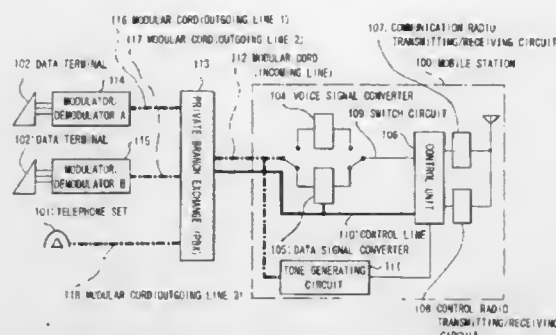 116 MODULAR CORD(OUTGOING LINE 1)
117 MODULAR CORD(OUTGOING LINE 2)
113
112 MODULAR CORD
(INCOMING LINE)
107: COMMUNICATION RADIO
TRANSMITTING/RECEIVING CIRCUIT
100: MOBILE STATION
102: DATA TERMINAL
114
MODULATOR/
DEMODULATOR A
104: VOICE SIGNAL CONVERTER
109: SWITCH CIRCUIT
106
102: DATA TERMINAL
115
MODULATOR/
DEMODULATOR B
PRIVATE BRANCH EXCHANGE (PBX)
CONTROL UNIT
101: TELEPHONE SET
110: CONTROL LINE
105: DATA SIGNAL CONVERTER
TONE GENERATING
CIRCUIT
111
118 MODULAR CORD(OUTGOING LINE 3)
108 CONTROL RADIO
TRANSMITTING/RECEIVING